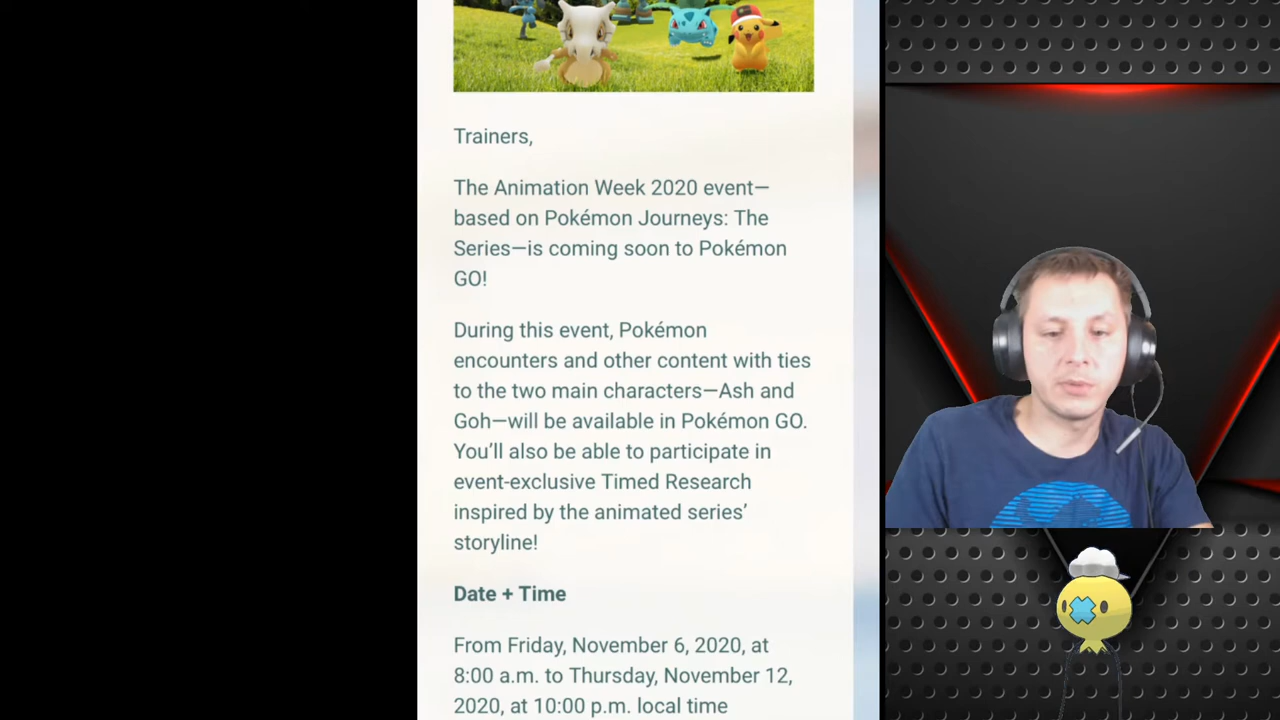 Trainers,
The Animation Week 2020 event—
based on Pokémon Journeys: The
Series—is coming soon to Pokémon
GO!
During this event, Pokémon
encounters and other content with ties
to the two main characters—Ash and
Goh—will be available in Pokémon GO.
You’ll also be able to participate in
event-exclusive Timed Research
inspired by the animated series’
storyline!
Date + Time
From Friday, November 6, 2020, at
8:00 a.m. to Thursday, November 12,
2020, at 10:00 p.m. local time